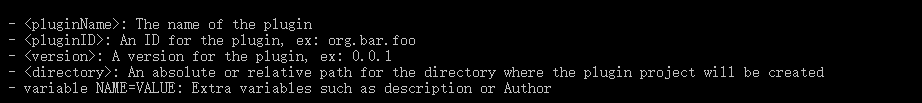 - <pluginName>: The name of the plugin
- <pluginID>: An ID for the plugin, ex: org.bar.foo
- <version>: A version for the plugin, ex: 0.0.1
- <directory>: An absolute or relative path for the directory where the plugin project will be created
- variable NAME=VALUE: Extra variables such as description or Author